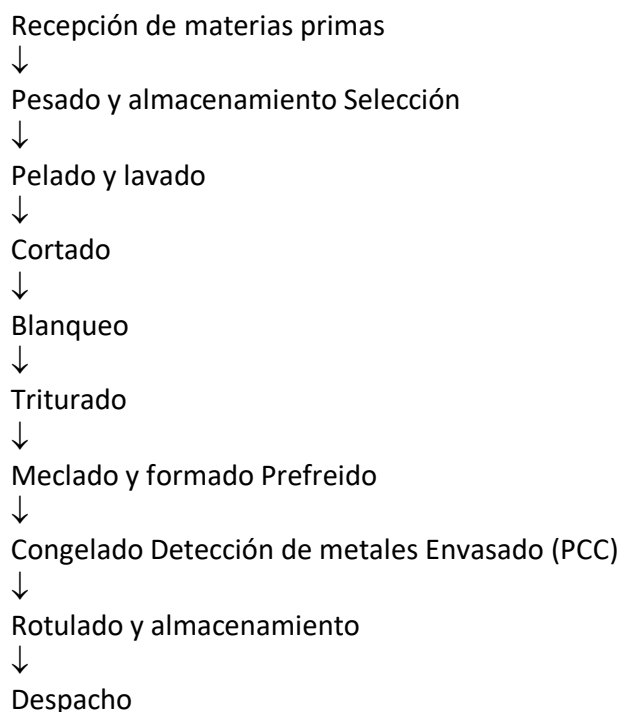 Recepción de materias primas
↓
Pesado y almacenamiento Selección
↓
Pelado y lavado
↓
Cortado
↓
Blanqueo
↓
Triturado
↓
Meclado y formado Prefreido
↓
Congelado Detección de metales Envasado (PCC)
↓
Rotulado y almacenamiento
↓
Despacho